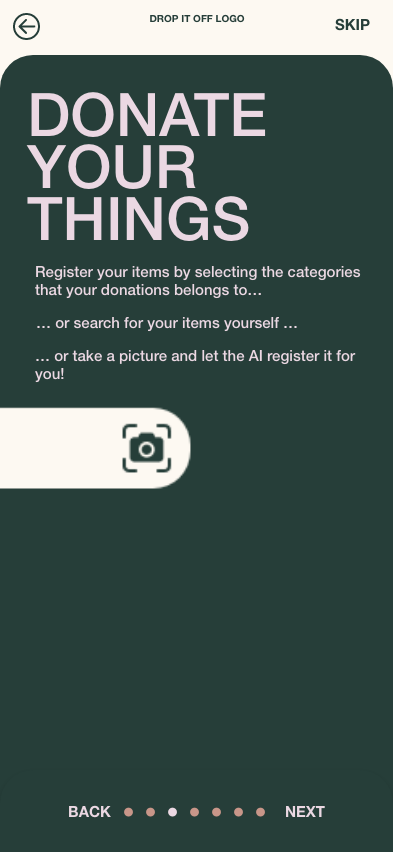 DROP IT OFF LOGO
SKIP
DONATE
YOUR
THINGS
Register your items by selecting the categories
that your donations belongs to…
… or search for your items yourself …
… or take a picture and let the AI register it for
you!
BACK
NEXT